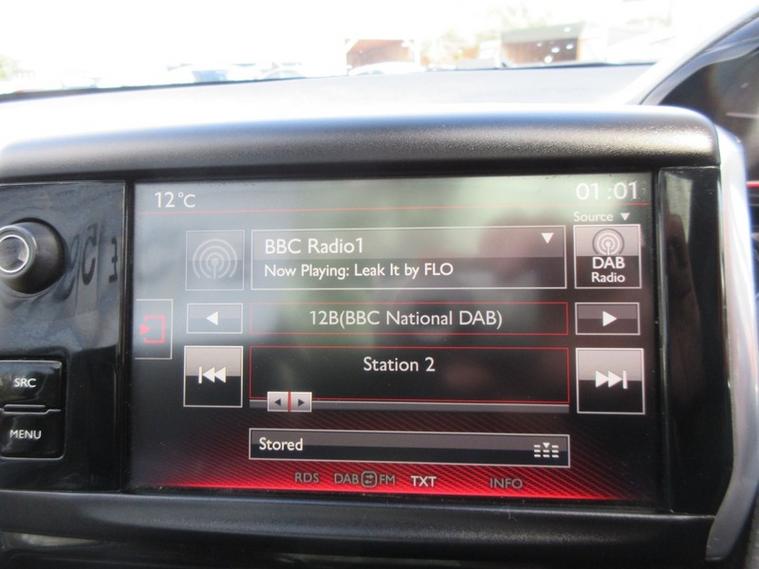 12°C
01:01
Source
BBC Radio1
Now Playing: Leak It by FLO
DAB
Radio
12B(BBC National DAB)
Station 2
SRC
MENU
Stored
RDS DAB FM TXT INFO